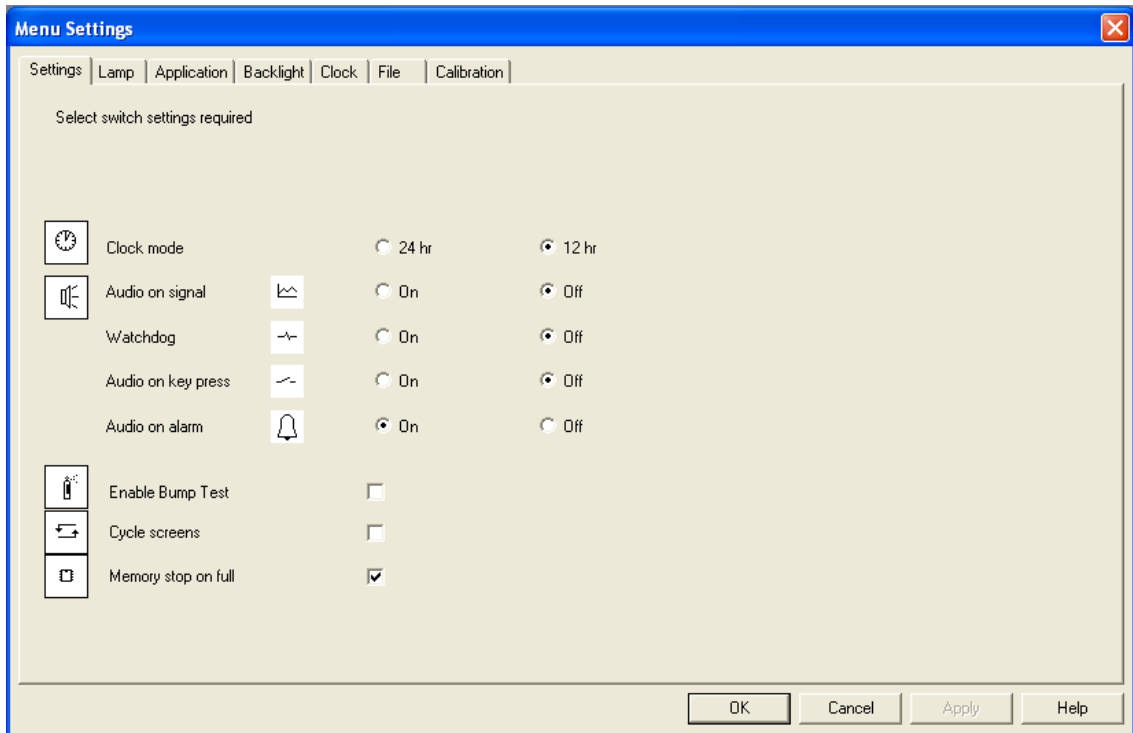 Menu Settings
Settings Lamp Application Backlight Clock File Calibration
Select switch settings required
Clock mode 24 hr 12 hr
Audio on signal On Off
Watchdog On Off
Audio on key press On Off
Audio on alarm On Off
Enable Bump Test
Cycle screens
Memory stop on full
OK Cancel Apply Help